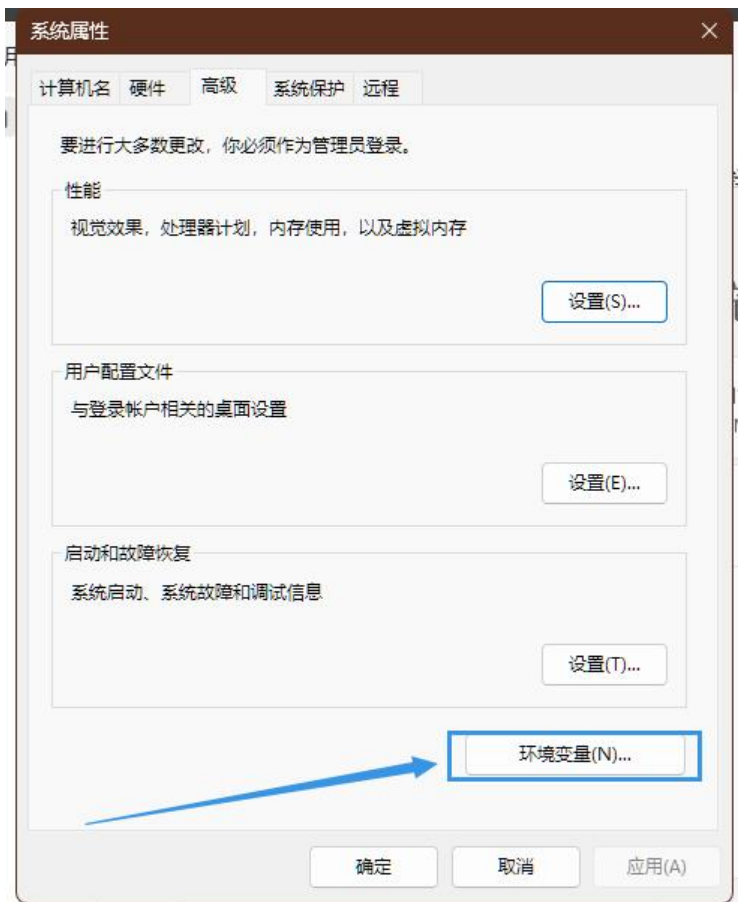 系统属性
计算机名 硬件 高级 系统保护 远程
要进行大多数更改，你必须作为管理员登录。
性能
视觉效果，处理器计划，内存使用，以及虚拟内存
设置(S)...
用户配置文件
与登录帐户相关的桌面设置
设置(E)...
启动和故障恢复
系统启动、系统故障和调试信息
设置(T)...
环境变量(N)...
确定 取消 应用(A)